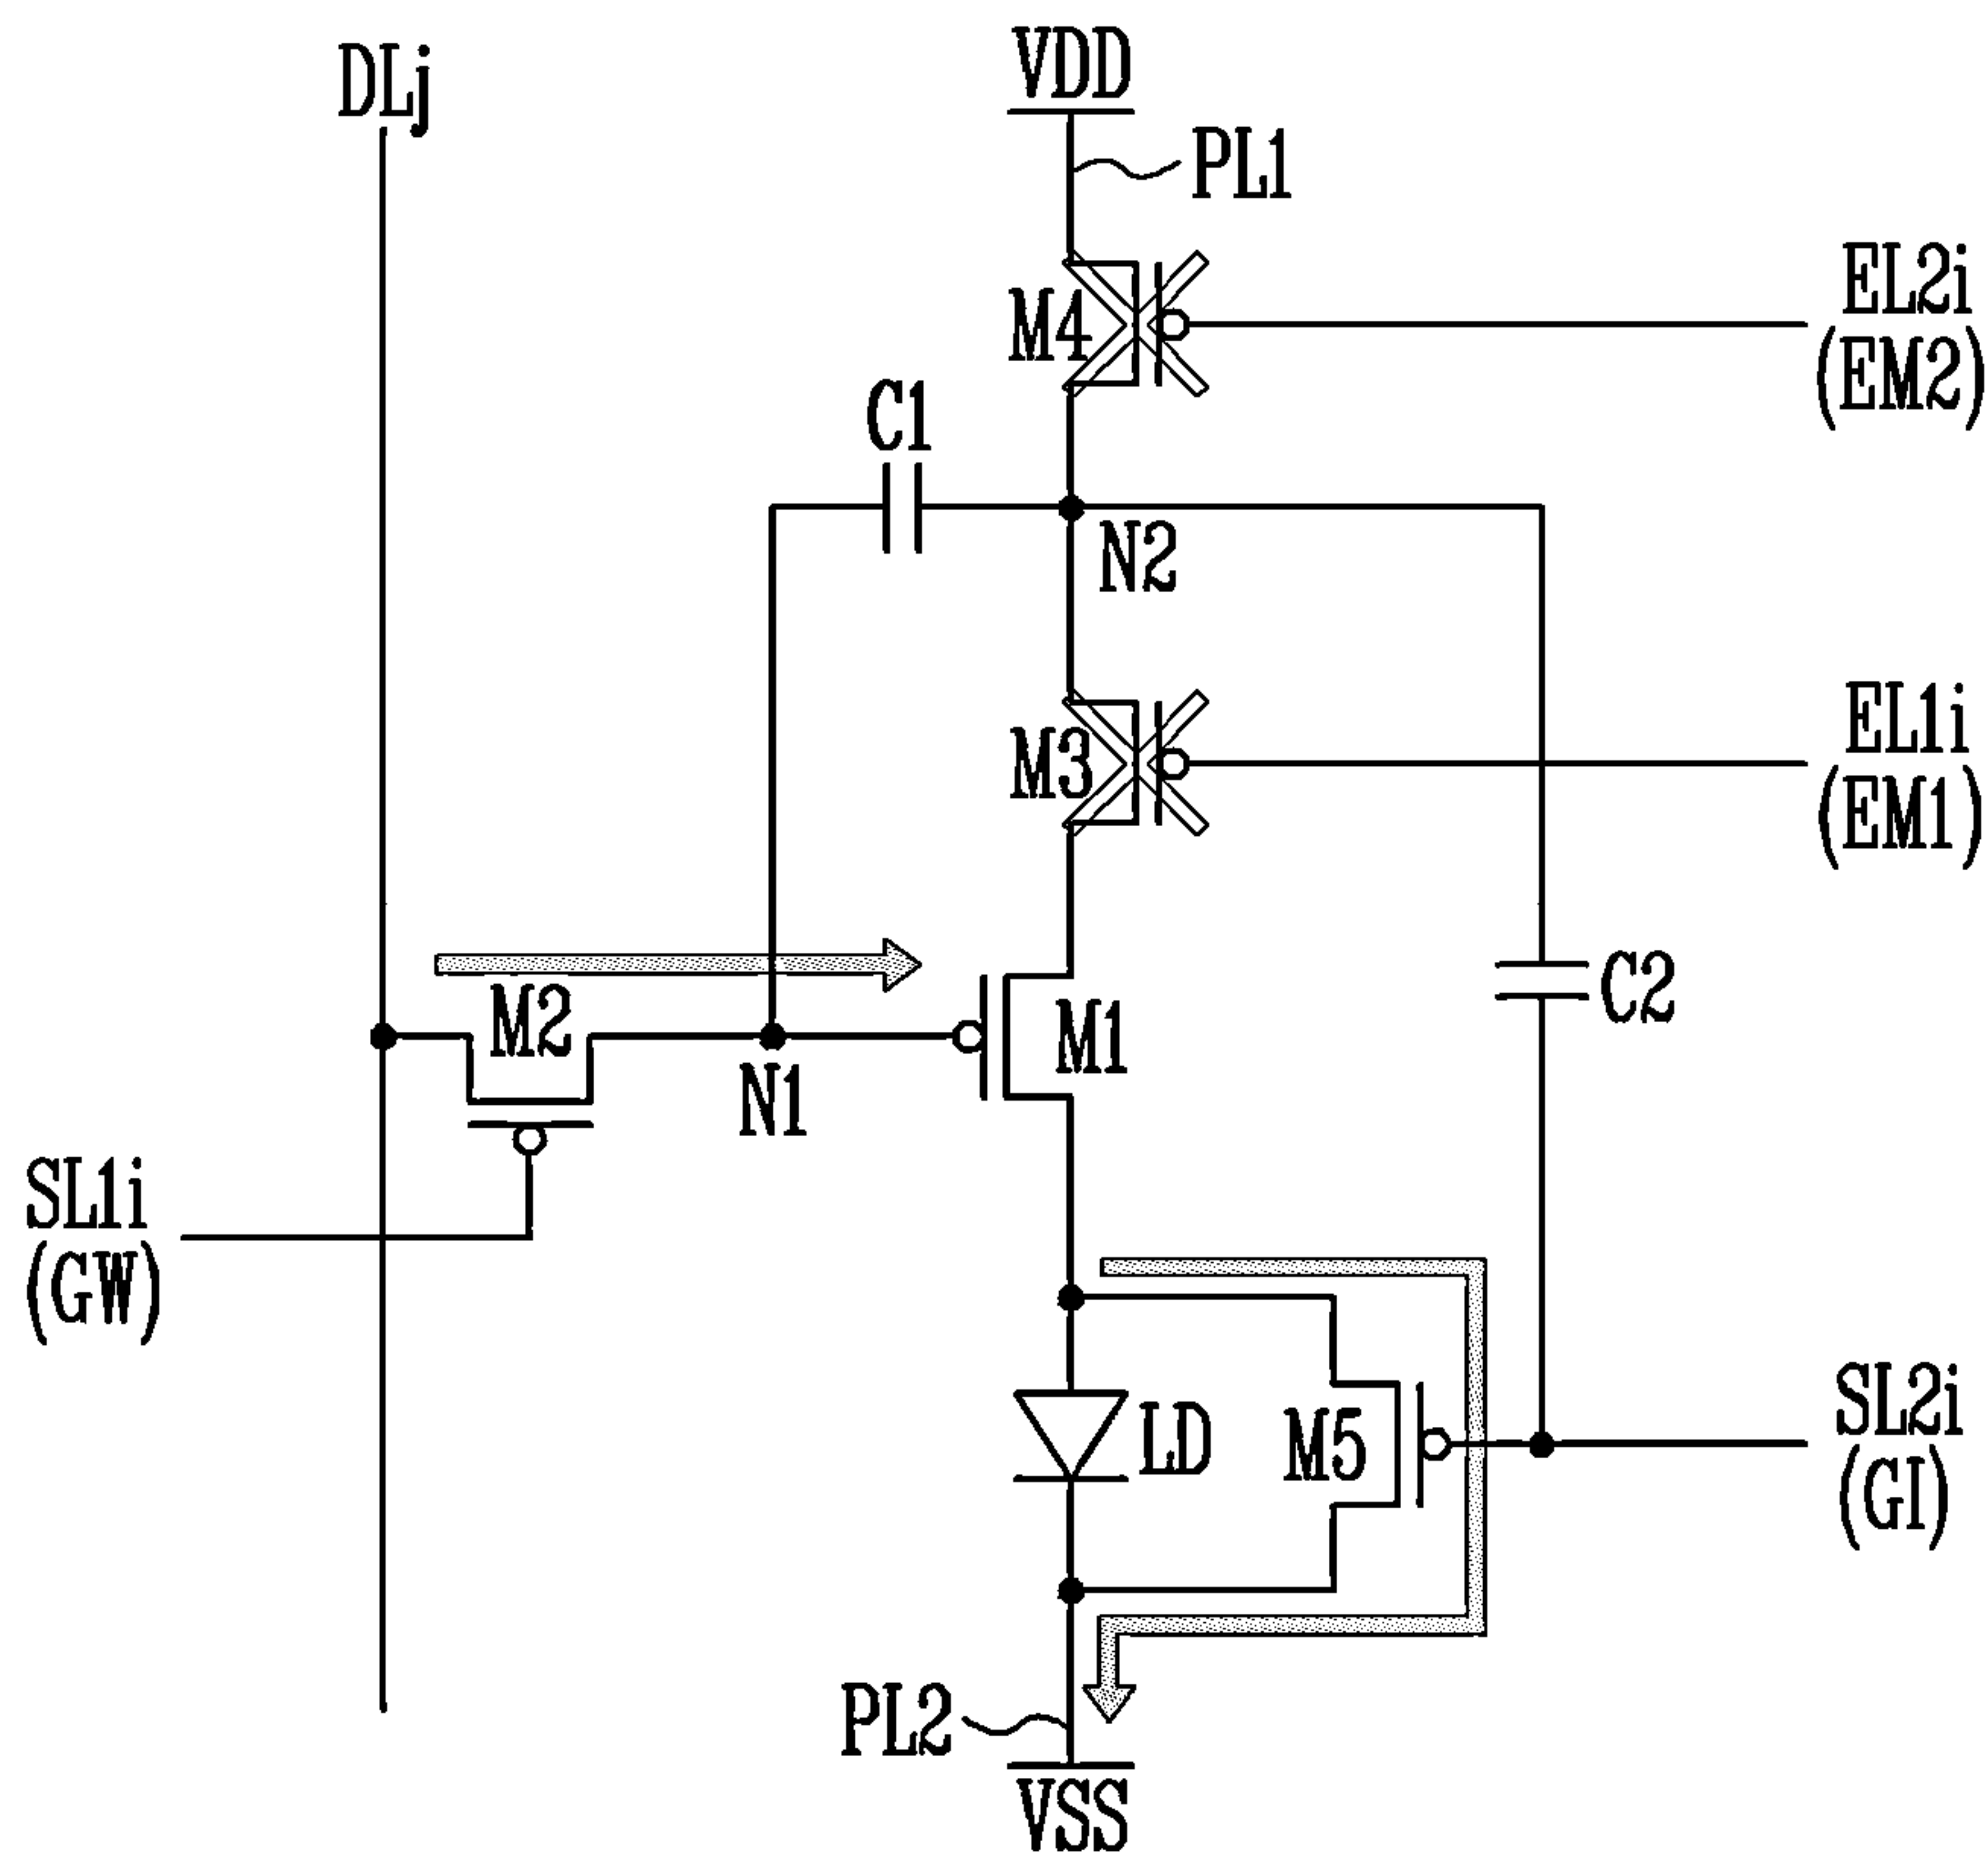 DLj
VDD
PL1
EL2i
(EM2)
M4
C1
N2
EL1i
(EM1)
M3
C2
M2
M1
N1
SL1i
(GW)
SL2i
(GI)
LD
M5
PL2
VSS